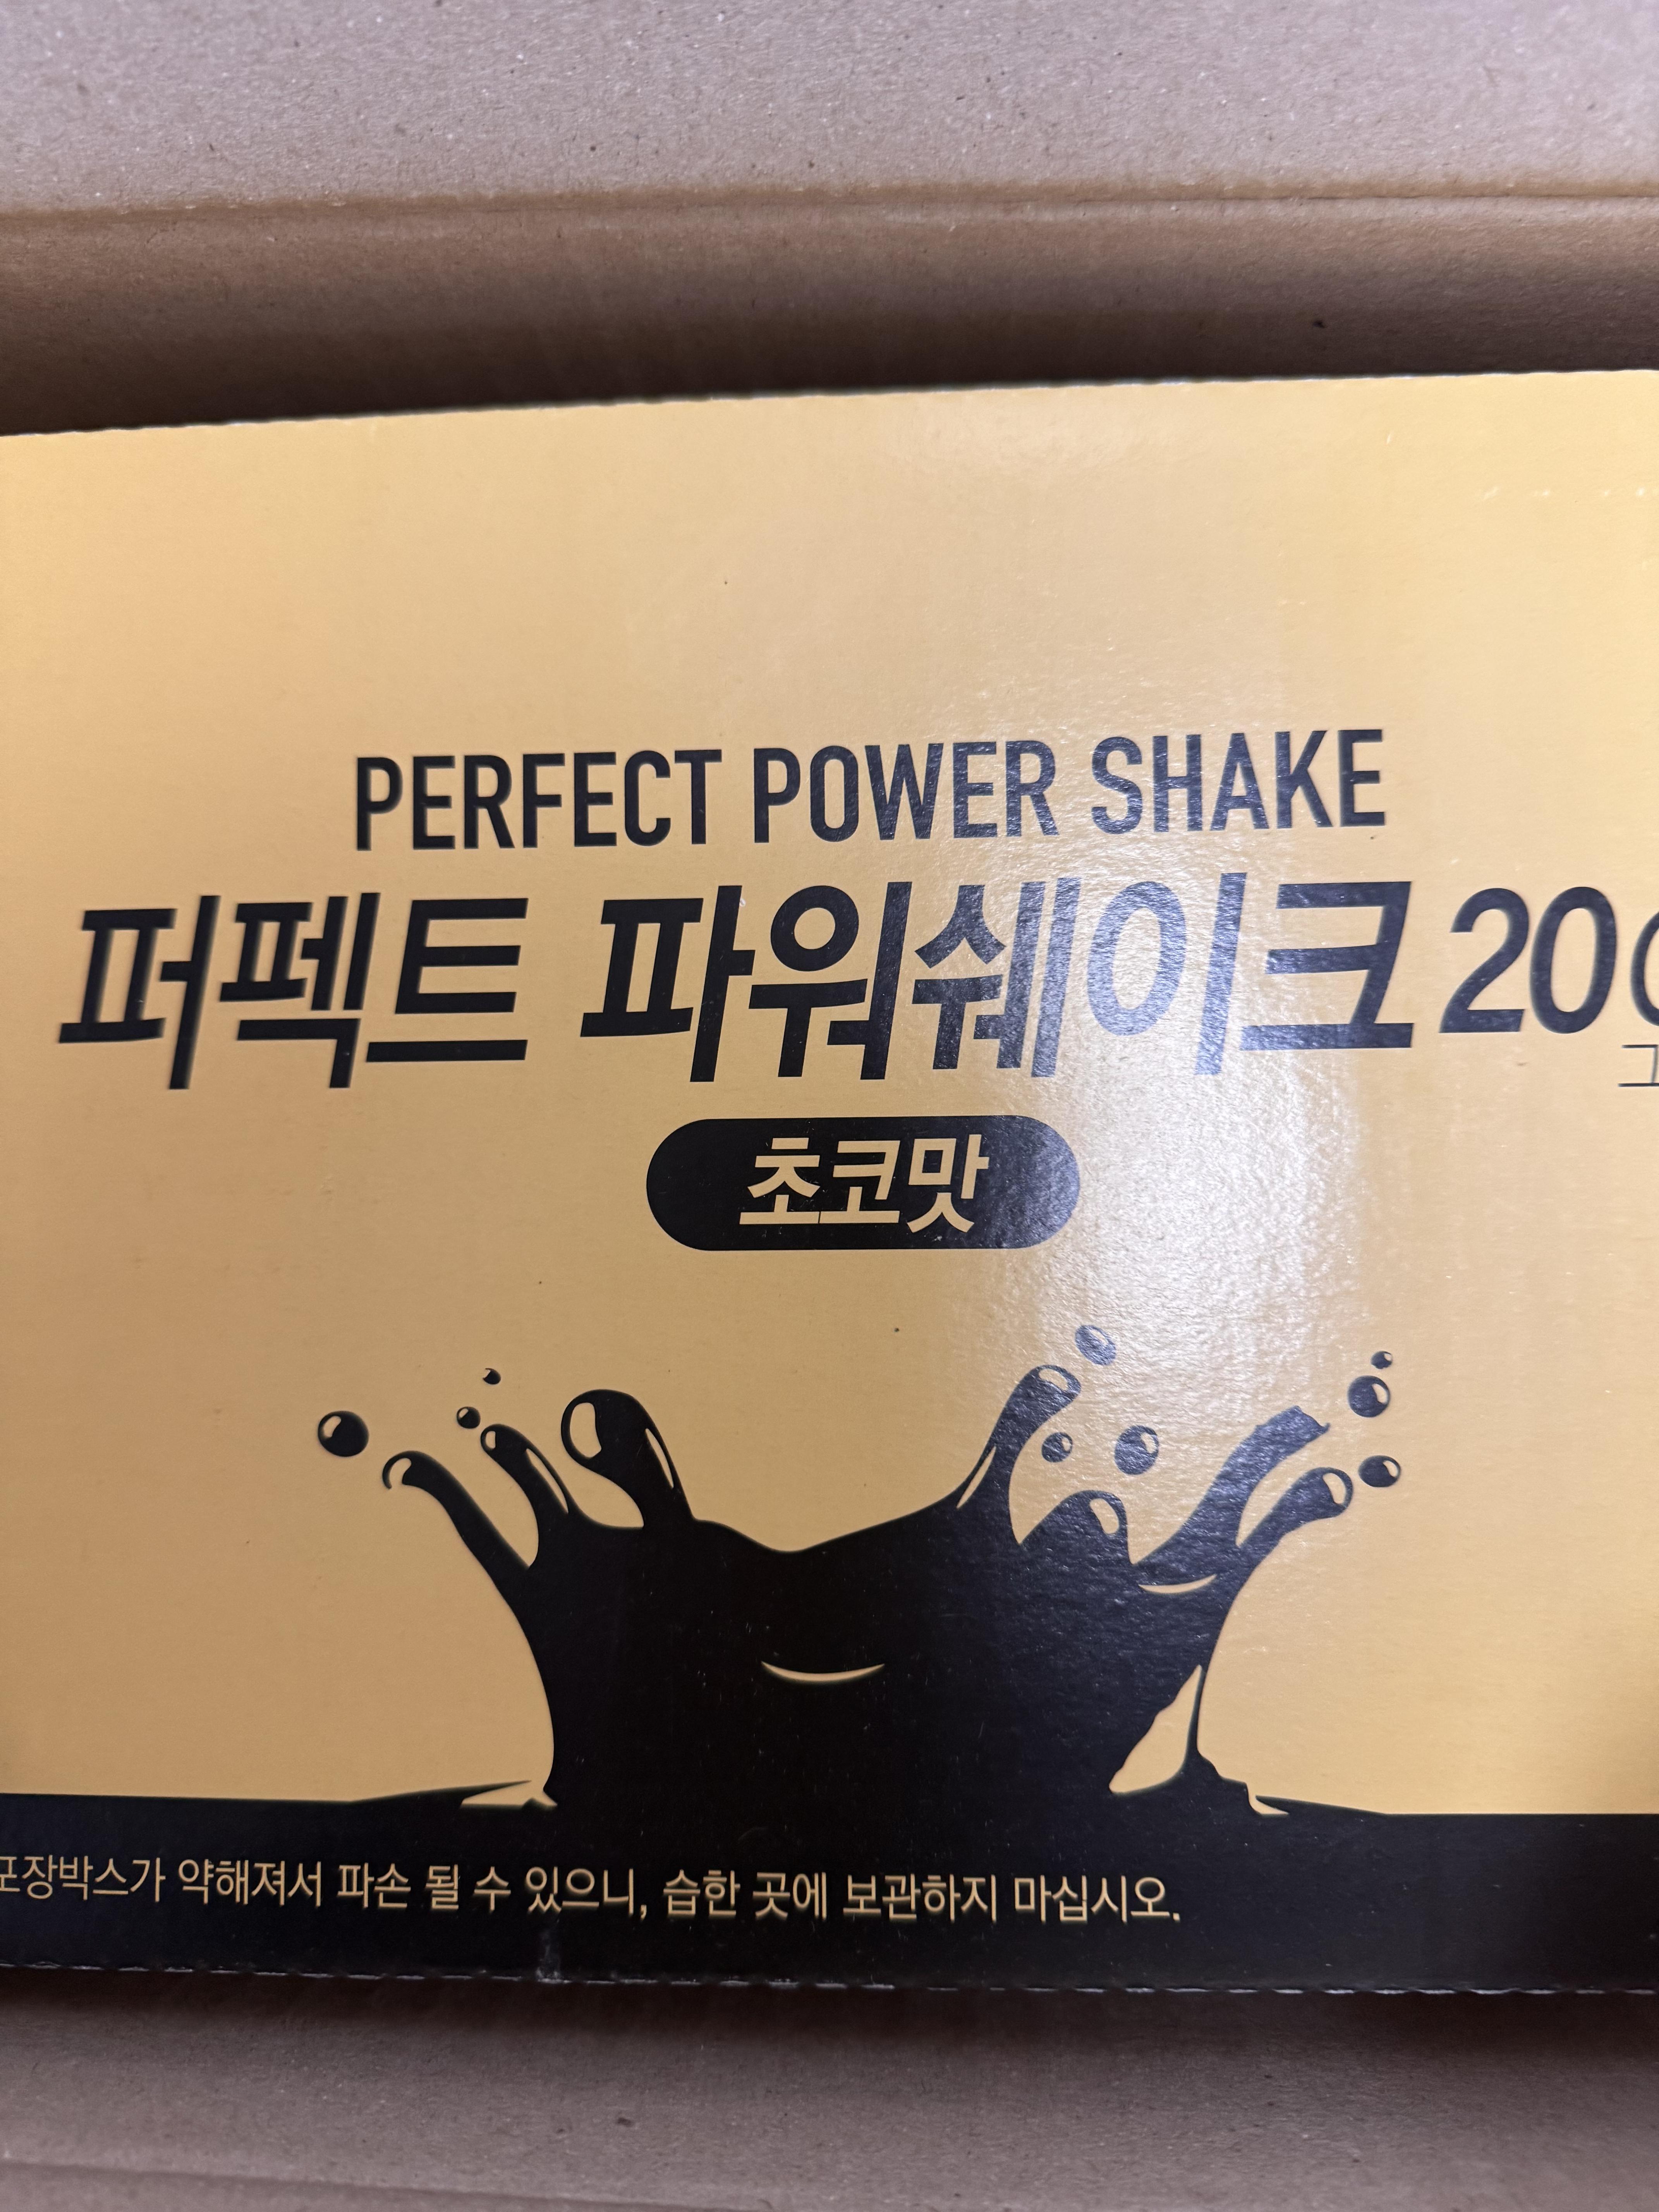 PERFECT POWER SHAKE
퍼펙트 파워쉐이크 20
초코맛
포장박스가 약해져서 파손 될 수 있으니, 습한 곳에 보관하지 마십시오.